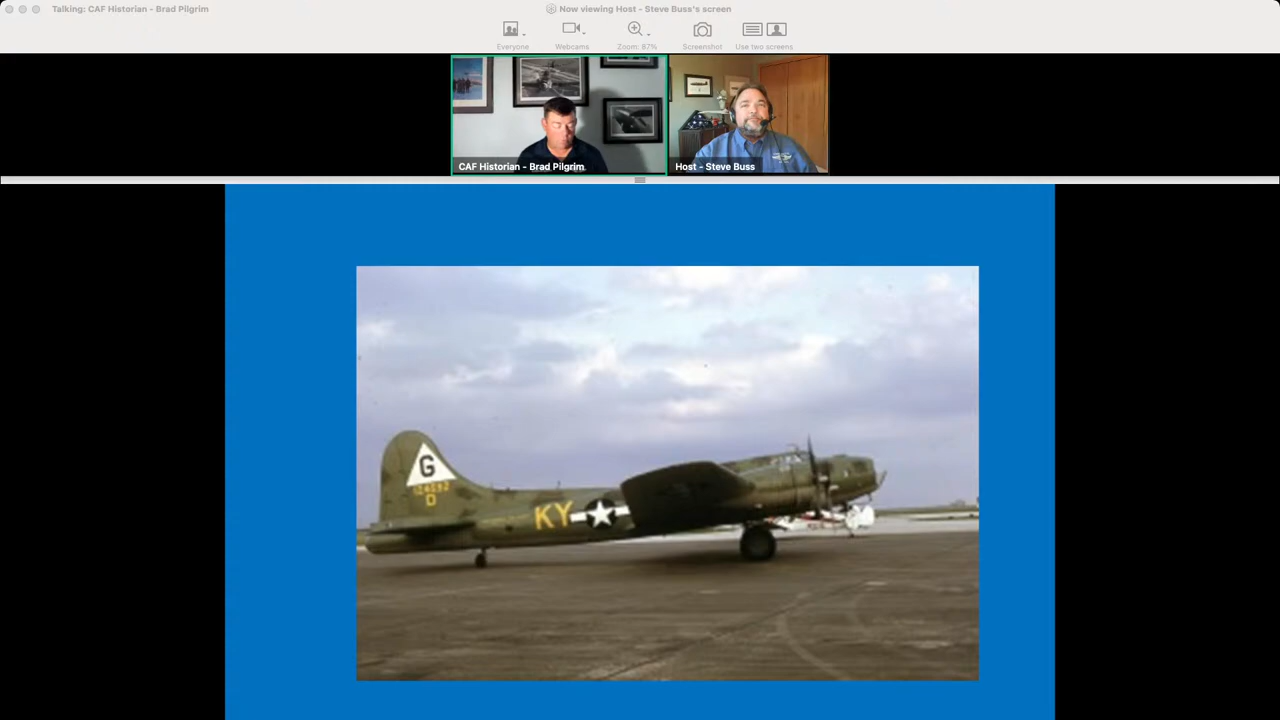 Talking: CAF Historian - Brad Pilgrim
Now viewing Host - Steve Buss's screen
Everyone
Webcams
Zoom: 67%
Screenshot
Use two screens
CAF Historian - Brad Pilgrim
Host - Steve Buss
G
D
KY